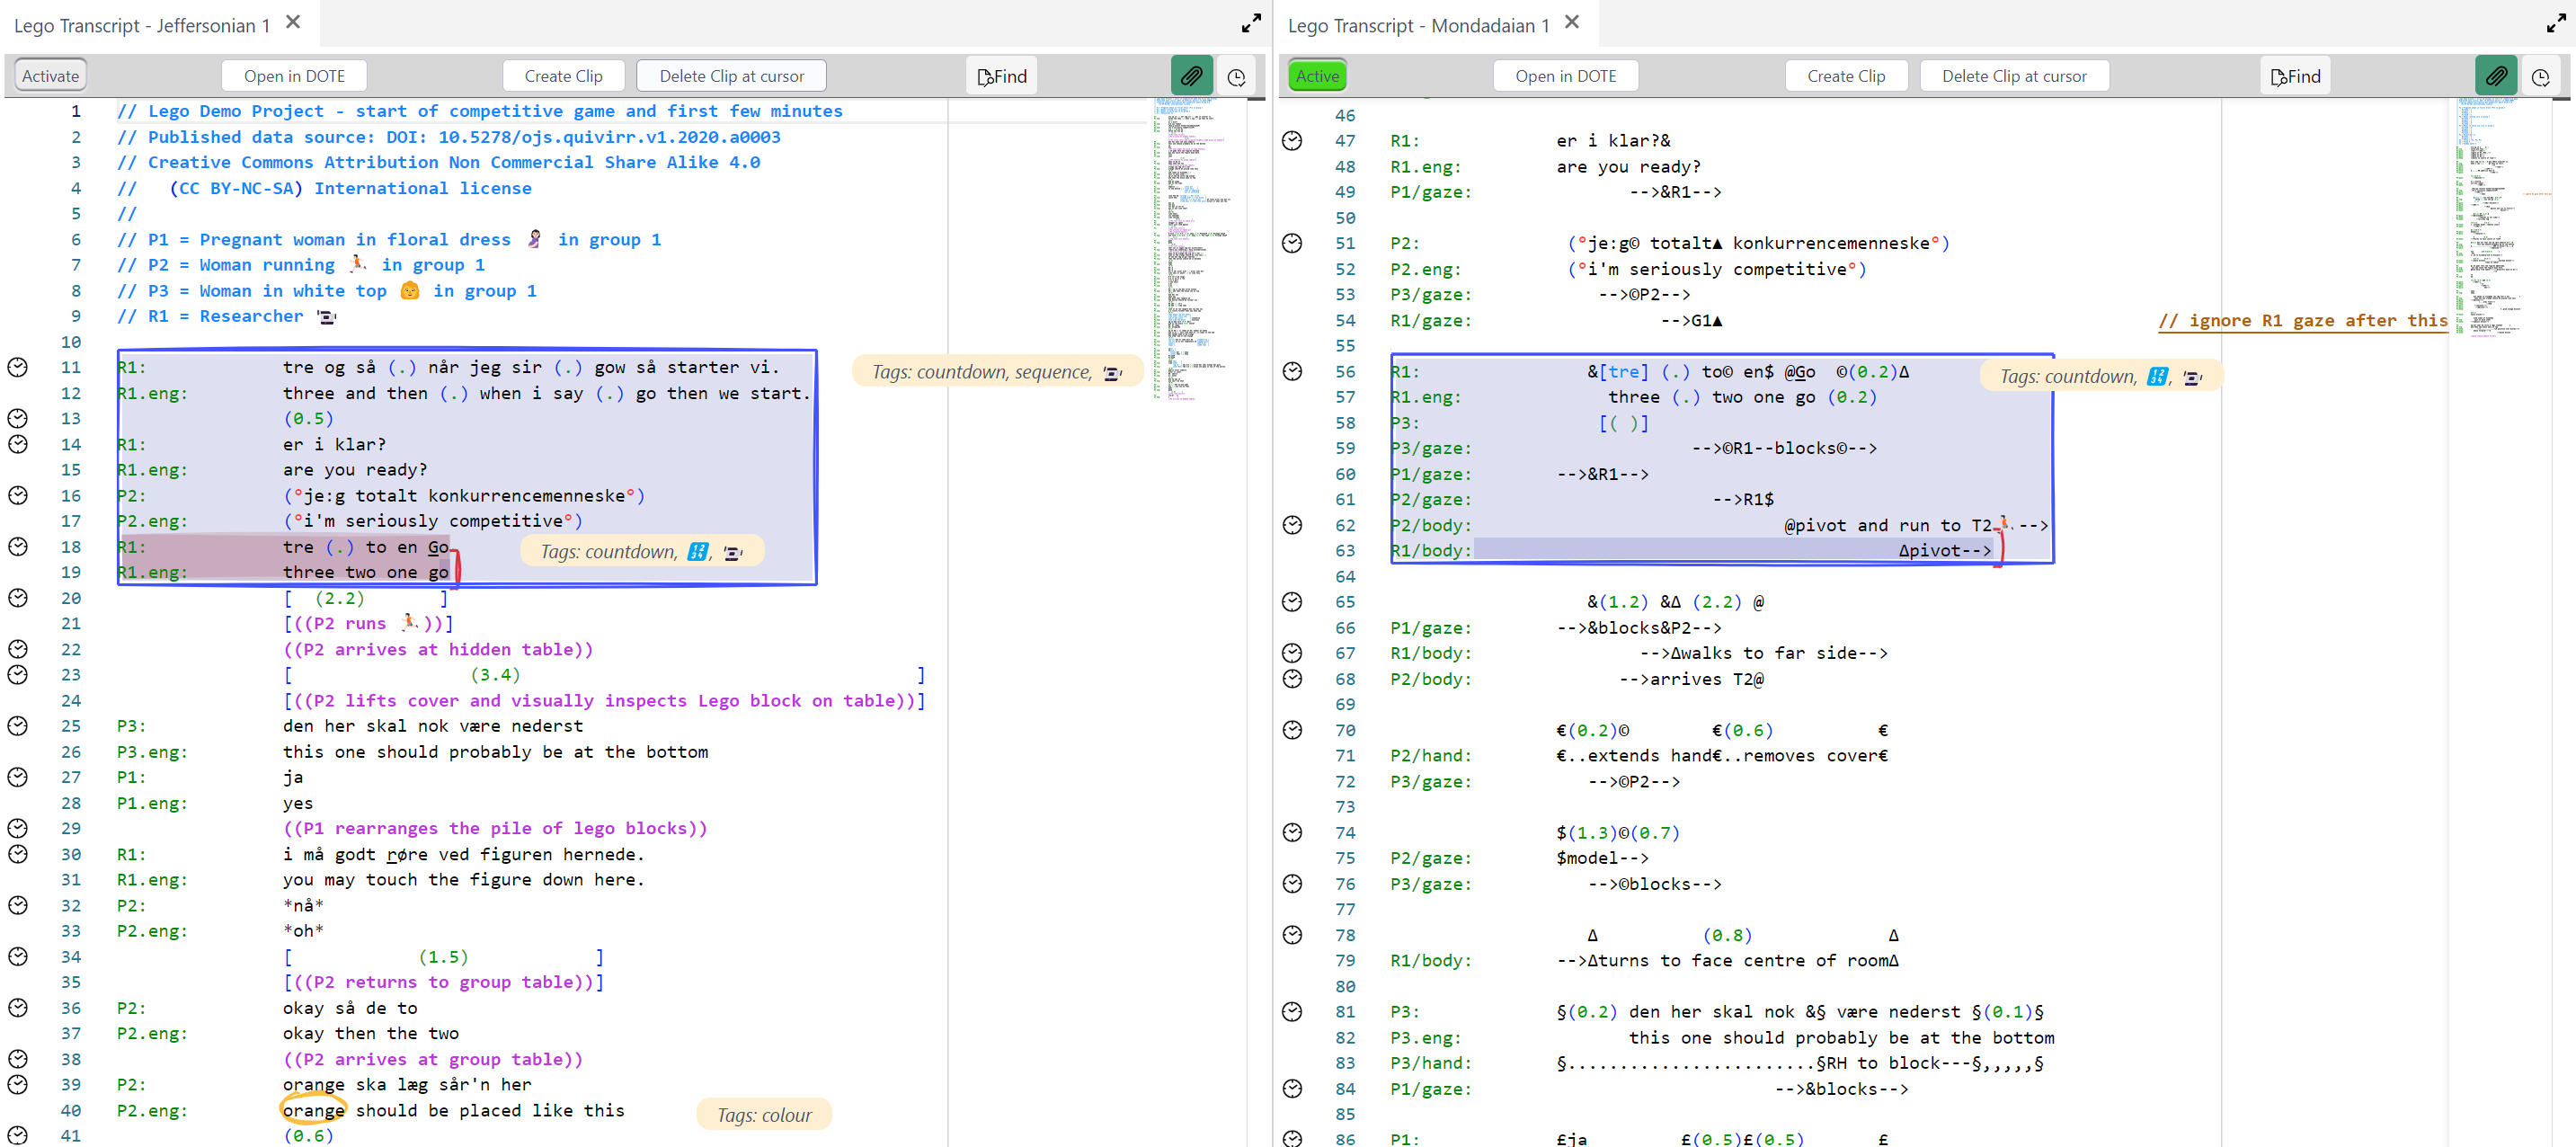 Lego Transcript - Jeffersonian 1
Activate Open in DOTE Create Clip Delete Clip at cursor Find
1 // Lego Demo Project - start of competitive game and first few minutes
2 // Published data source: DOI: 10.5278/ojs.quivirr.v1.2020.a0003
3 // Creative Commons Attribution Non Commercial Share Alike 4.0
4 // (CC BY-NC-SA) International license
5 //
6 // P1 = Pregnant woman in floral dress 🤰 in group 1
7 // P2 = Woman running 🏃 in group 1
8 // P3 = Woman in white top 👩 in group 1
9 // R1 = Researcher
10
11 R1: tre og så (.) når jeg sir (.) gow så starter vi. Tags: countdown, sequence,
12 R1.eng: three and then (.) when i say (.) go then we start.
13 (0.5)
14 R1: er i klar?
15 R1.eng: are you ready?
16 P2: (°je:g totalt konkurrencemenneske°)
17 P2.eng: (°i'm seriously competitive°)
18 R1: tre (.) to en Go Tags: countdown, 🔢,
19 R1.eng: three two one go
20 [ (2.2) ]
21 [((P2 runs 🏃))]
22 ((P2 arrives at hidden table))
23 [ (3.4) ]
24 [((P2 lifts cover and visually inspects Lego block on table))]
25 P3: den her skal nok være nederst
26 P3.eng: this one should probably be at the bottom
27 P1: ja
28 P1.eng: yes
29 ((P1 rearranges the pile of lego blocks))
30 R1: i må godt røre ved figuren hernede.
31 R1.eng: you may touch the figure down here.
32 P2: *nå*
33 P2.eng: *oh*
34 [ (1.5) ]
35 [((P2 returns to group table))]
36 P2: okay så de to
37 P2.eng: okay then the two
38 ((P2 arrives at group table))
39 P2: orange ska læg sår'n her
40 P2.eng: orange should be placed like this Tags: colour
41 (0.6)
Lego Transcript - Mondadaian 1
Active Open in DOTE Create Clip Delete Clip at cursor Find
46
47 R1: er i klar?&
48 R1.eng: are you ready?
49 P1/gaze: -->&R1-->
50
51 P2: (°je:g© totalt▲ konkurrencemenneske°)
52 P2.eng: (°i'm seriously competitive°)
53 P3/gaze: -->©P2-->
54 R1/gaze: -->G1▲ // ignore R1 gaze after this
55
56 R1: &[tre] (.) to© en$ @Go ©(0.2)Δ Tags: countdown, 🔢,
57 R1.eng: three (.) two one go (0.2)
58 P3: [( )]
59 P3/gaze: -->©R1--blocks©-->
60 P1/gaze: -->&R1-->
61 P2/gaze: -->R1$
62 P2/body: @pivot and run to T2🏃-->
63 R1/body: Δpivot-->
64
65 &(1.2) &Δ (2.2) @
66 P1/gaze: -->&blocks&P2-->
67 R1/body: -->Δwalks to far side-->
68 P2/body: -->arrives T2@
69
70 €(0.2)© €(0.6) €
71 P2/hand: €..extends hand€..removes cover€
72 P3/gaze: -->©P2-->
73
74 $(1.3)©(0.7)
75 P2/gaze: $model-->
76 P3/gaze: -->©blocks-->
77
78 Δ (0.8) Δ
79 R1/body: -->Δturns to face centre of roomΔ
80
81 P3: §(0.2) den her skal nok &§ være nederst §(0.1)§
82 P3.eng: this one should probably be at the bottom
83 P3/hand: §........................§RH to block---§,,,,,§
84 P1/gaze: -->&blocks-->
85
86 P1: £ja £(0.5)£(0.5) £